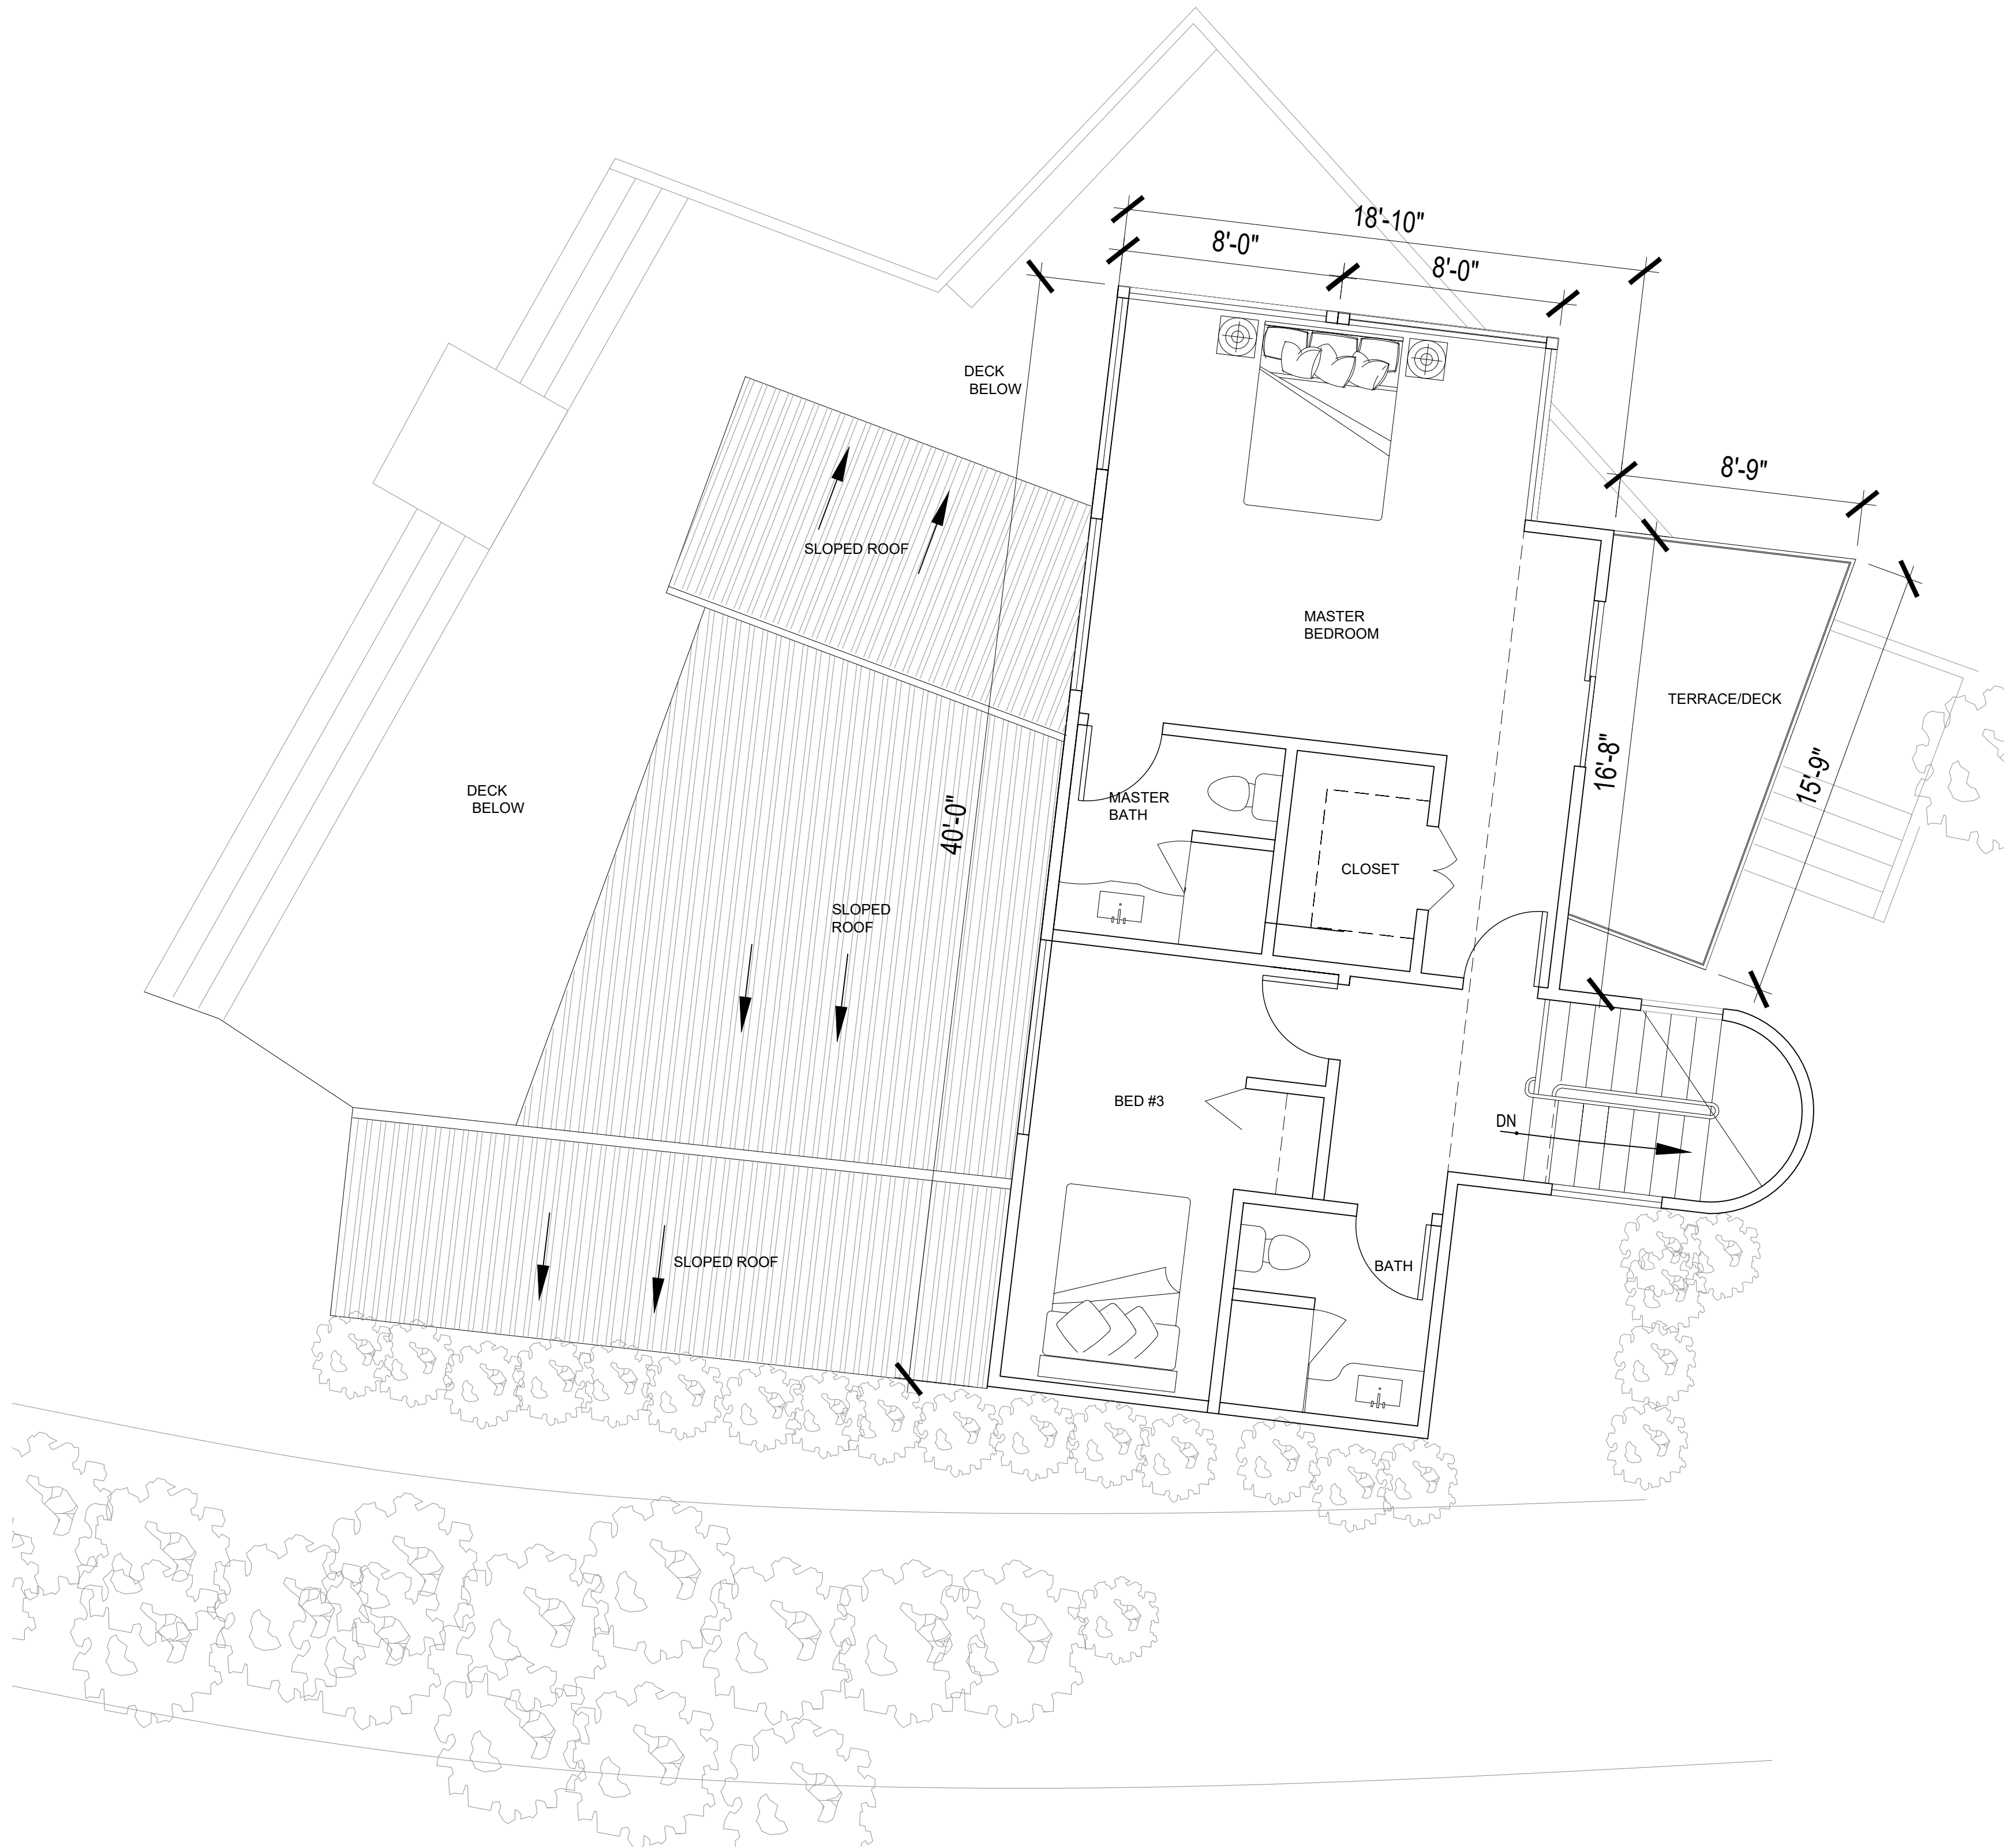 18'-10"
8'-0"
8'-0"
DECK
BELOW
8'-9"
SLOPED ROOF
MASTER
BEDROOM
TERRACE/DECK
16'-8"
15'-9"
DECK
BELOW
40'-0"
MASTER
BATH
CLOSET
SLOPED
ROOF
BED #3
DN
SLOPED ROOF
BATH